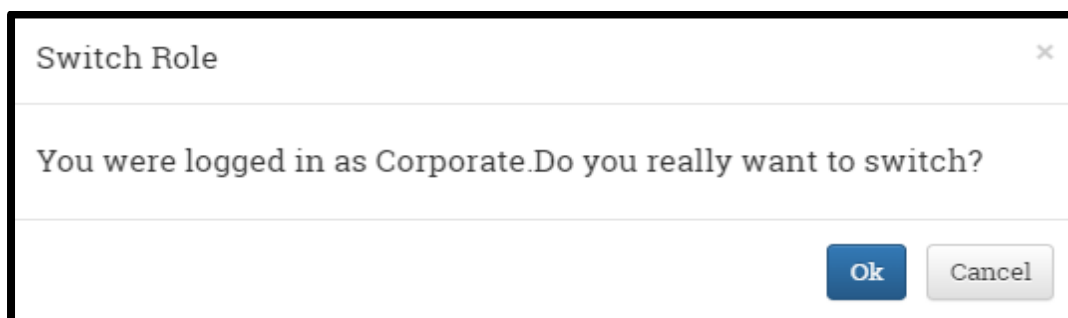 Switch Role ×
You were logged in as Corporate.Do you really want to switch?
Ok Cancel